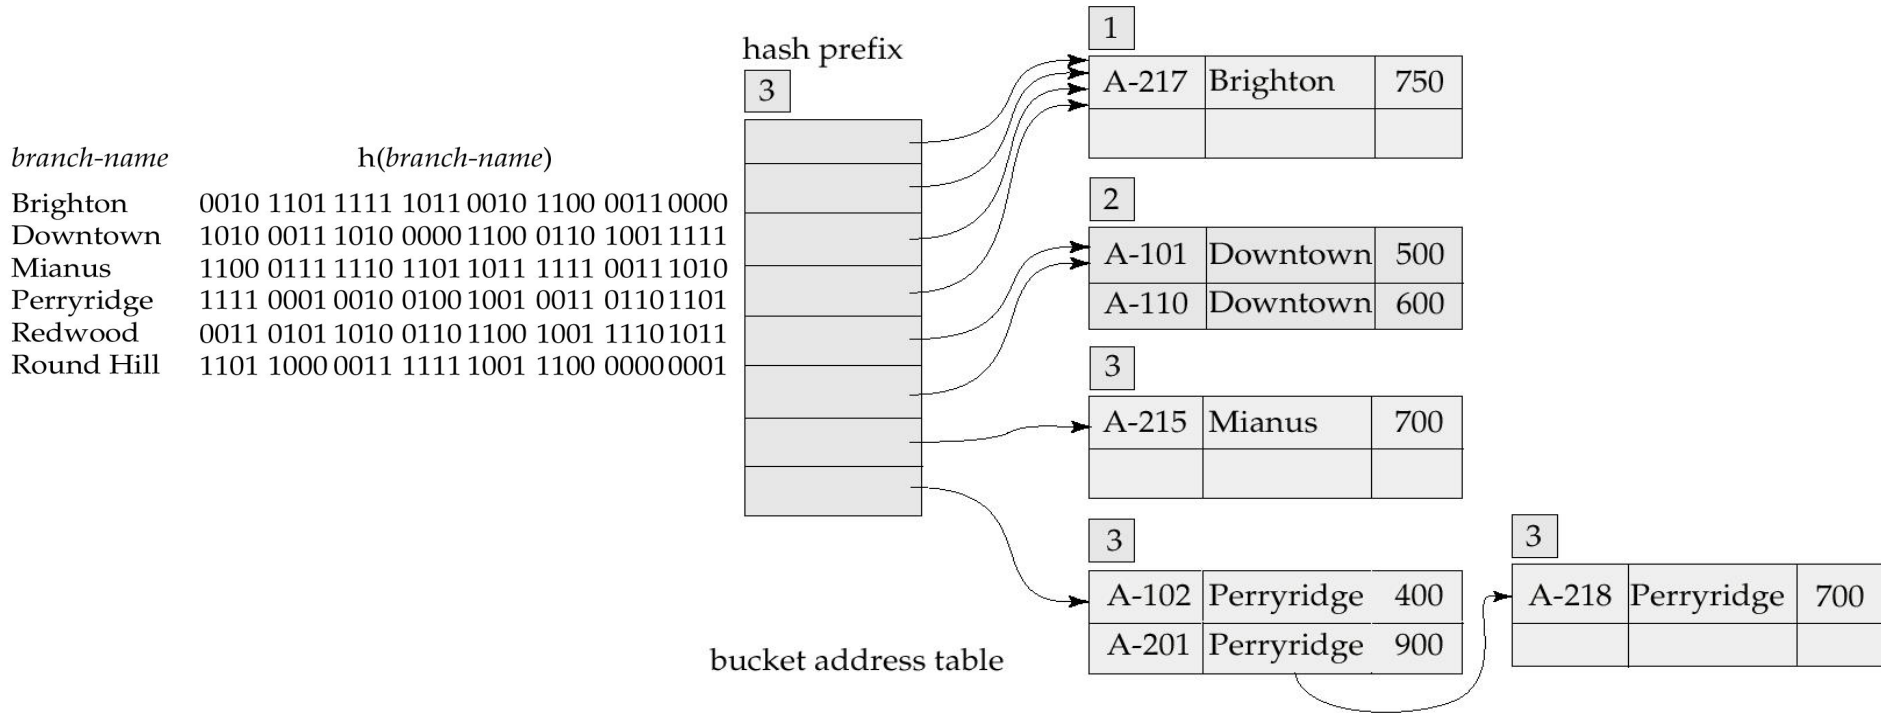 hash prefix
3
branch-name h(branch-name)
Brighton 0010 1101 1111 1011 0010 1100 0011 0000
Downtown 1010 0011 1010 0000 1100 0110 1001 1111
Mianus 1100 0111 1110 1101 1011 1111 0011 1010
Perryridge 1111 0001 0010 0100 1001 0011 0110 1101
Redwood 0011 0101 1010 0110 1100 1001 1110 1011
Round Hill 1101 1000 0011 1111 1001 1100 0000 0001
bucket address table
1
A-217 Brighton 750
2
A-101 Downtown 500
A-110 Downtown 600
3
A-215 Mianus 700
3
A-102 Perryridge 400
A-201 Perryridge 900
3
A-218 Perryridge 700